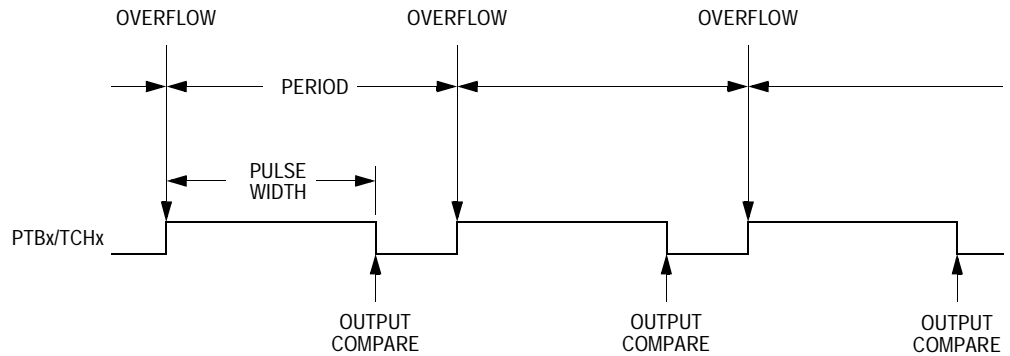 OVERFLOW
OVERFLOW
OVERFLOW
PERIOD
PULSE
WIDTH
PTBx/TCHx
OUTPUT
COMPARE
OUTPUT
COMPARE
OUTPUT
COMPARE